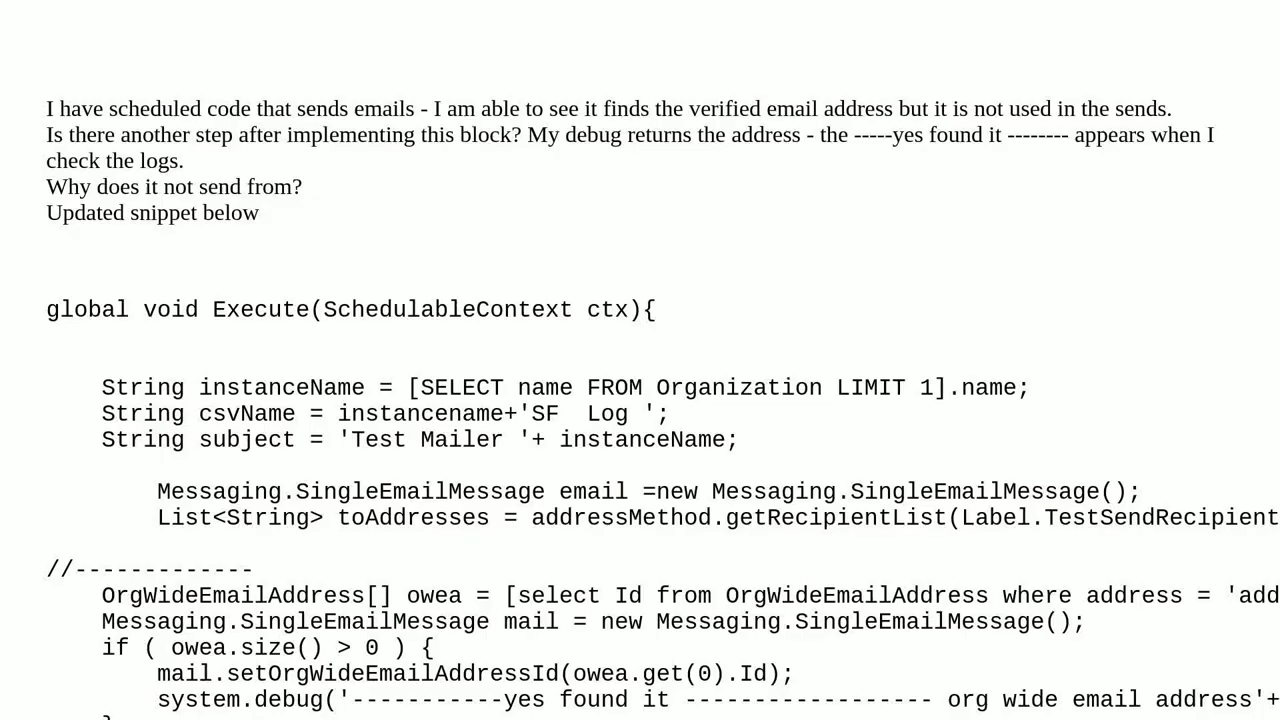 I have scheduled code that sends emails - I am able to see it finds the verified email address but it is not used in the sends.
Is there another step after implementing this block? My debug returns the address - the -----yes found it -------- appears when I
check the logs.
Why does it not send from?
Updated snippet below
global void Execute(SchedulableContext ctx){
String instanceName = [SELECT name FROM Organization LIMIT 1].name;
String csvName = instancename+'SF  Log ';
String subject = 'Test Mailer '+ instanceName;
Messaging.SingleEmailMessage email =new Messaging.SingleEmailMessage();
List<String> toAddresses = addressMethod.getRecipientList(Label.TestSendRecipient
//-------------
OrgWideEmailAddress[] owea = [select Id from OrgWideEmailAddress where address = 'add
Messaging.SingleEmailMessage mail = new Messaging.SingleEmailMessage();
if ( owea.size() > 0 ) {
mail.setOrgWideEmailAddressId(owea.get(0).Id);
system.debug('-----------yes found it ------------------ org wide email address'+
}